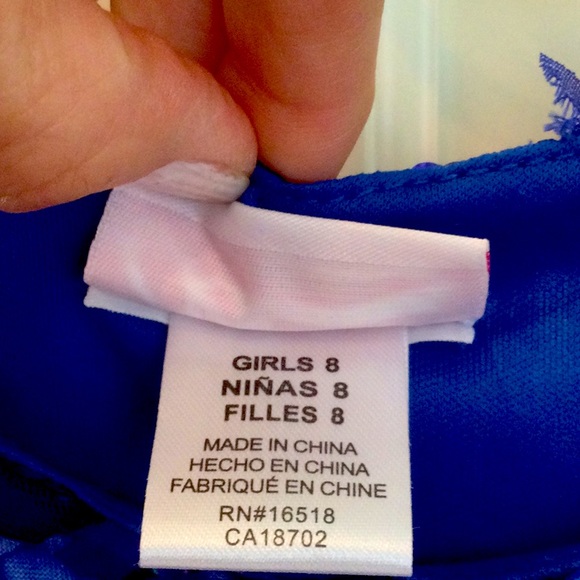 GIRLS 8
NIÑAS 8
FILLES 8
MADE IN CHINA
HECHO EN CHINA
FABRIQUÉ EN CHINE
RN#16518
CA18702